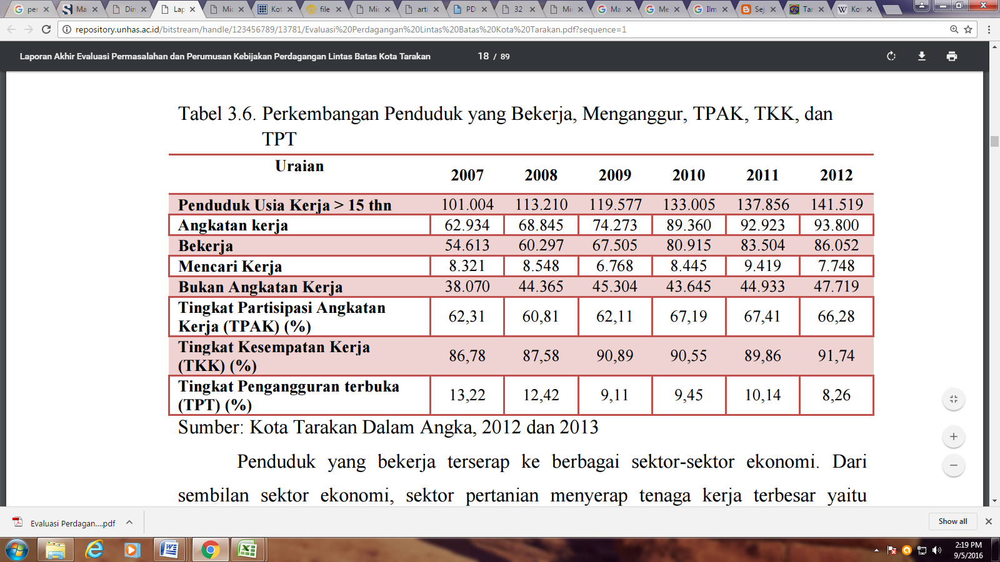 per
Ma
Din
Lap
Mic
Kot
file
Mic
arti
PD
32
Mic
Ma
Me
Ilm
Sej
Tar
Kot
repository.unhas.ac.id/bitstream/handle/123456789/13781/Evaluasi%20Perdagangan%20Lintas%20Batas%20Kota%20Tarakan.pdf?sequence=1
Laporan Akhir Evaluasi Permasalahan dan Perumusan Kebijakan Perdagangan Lintas Batas Kota Tarakan 18 / 89
Tabel 3.6. Perkembangan Penduduk yang Bekerja, Menganggur, TPAK, TKK, dan
TPT
Uraian 2007 2008 2009 2010 2011 2012
Penduduk Usia Kerja > 15 thn 101.004 113.210 119.577 133.005 137.856 141.519
Angkatan kerja 62.934 68.845 74.273 89.360 92.923 93.800
Bekerja 54.613 60.297 67.505 80.915 83.504 86.052
Mencari Kerja 8.321 8.548 6.768 8.445 9.419 7.748
Bukan Angkatan Kerja 38.070 44.365 45.304 43.645 44.933 47.719
Tingkat Partisipasi Angkatan
Kerja (TPAK) (%) 62,31 60,81 62,11 67,19 67,41 66,28
Tingkat Kesempatan Kerja
(TKK) (%) 86,78 87,58 90,89 90,55 89,86 91,74
Tingkat Pengangguran terbuka
(TPT) (%) 13,22 12,42 9,11 9,45 10,14 8,26
Sumber: Kota Tarakan Dalam Angka, 2012 dan 2013
Penduduk yang bekerja terserap ke berbagai sektor-sektor ekonomi. Dari
sembilan sektor ekonomi, sektor pertanian menyerap tenaga kerja terbesar yaitu
Evaluasi Perdagan....pdf
Show all
2:19 PM
9/5/2016